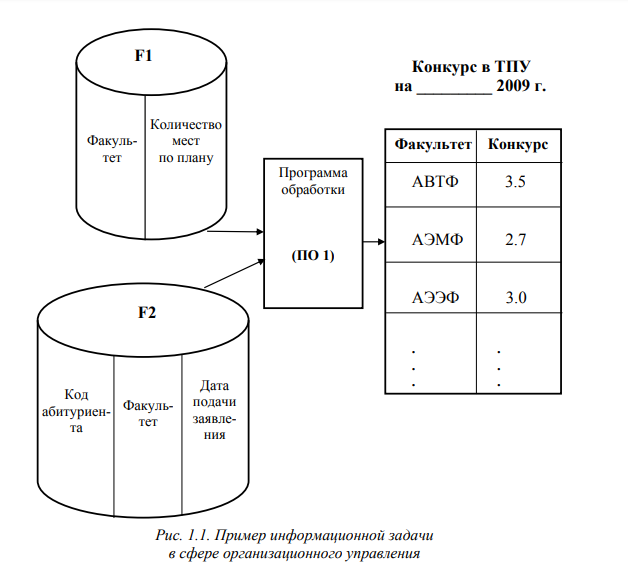 F1
Факуль-
тет
Количество
мест
по плану
F2
Код
абитуриен-
та
Факуль-
тет
Дата
подачи
заявле-
ния
Программа
обработки
(ПО 1)
Конкурс в ТПУ
на _________ 2009 г.
Факультет Конкурс
АВТФ 3.5
АЭМФ 2.7
АЭЭФ 3.0
. .
. .
. .
Рис. 1.1. Пример информационной задачи
в сфере организационного управления